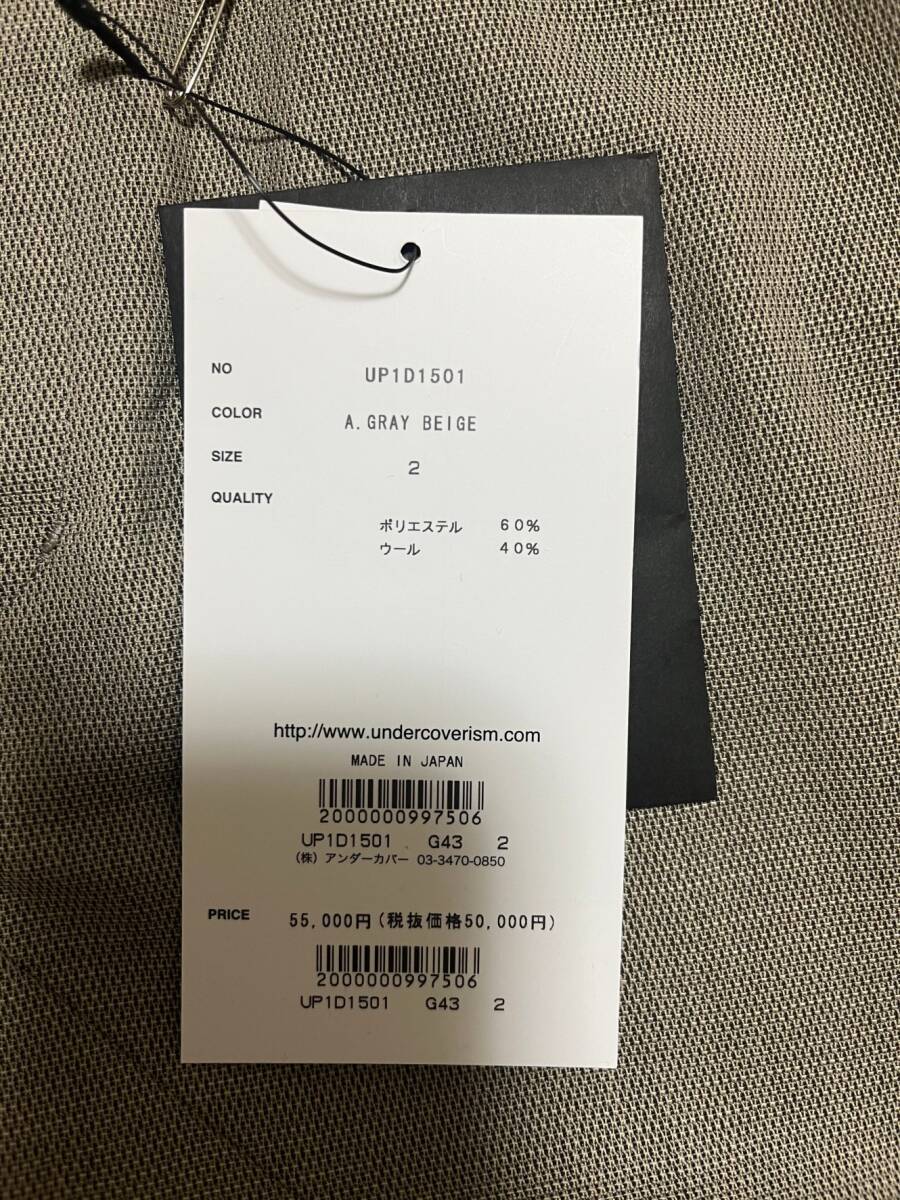 NO UP1D1501
COLOR A.GRAY BEIGE
SIZE 2
QUALITY
ポリエステル 60%
ウール 40%
http://www.undercoverism.com
MADE IN JAPAN
2000000997506
UP1D1501 G43 2
(株) アンダーカバー 03-3470-0850
PRICE 55,000円(税抜価格50,000円)
2000000997506
UP1D1501 G43 2